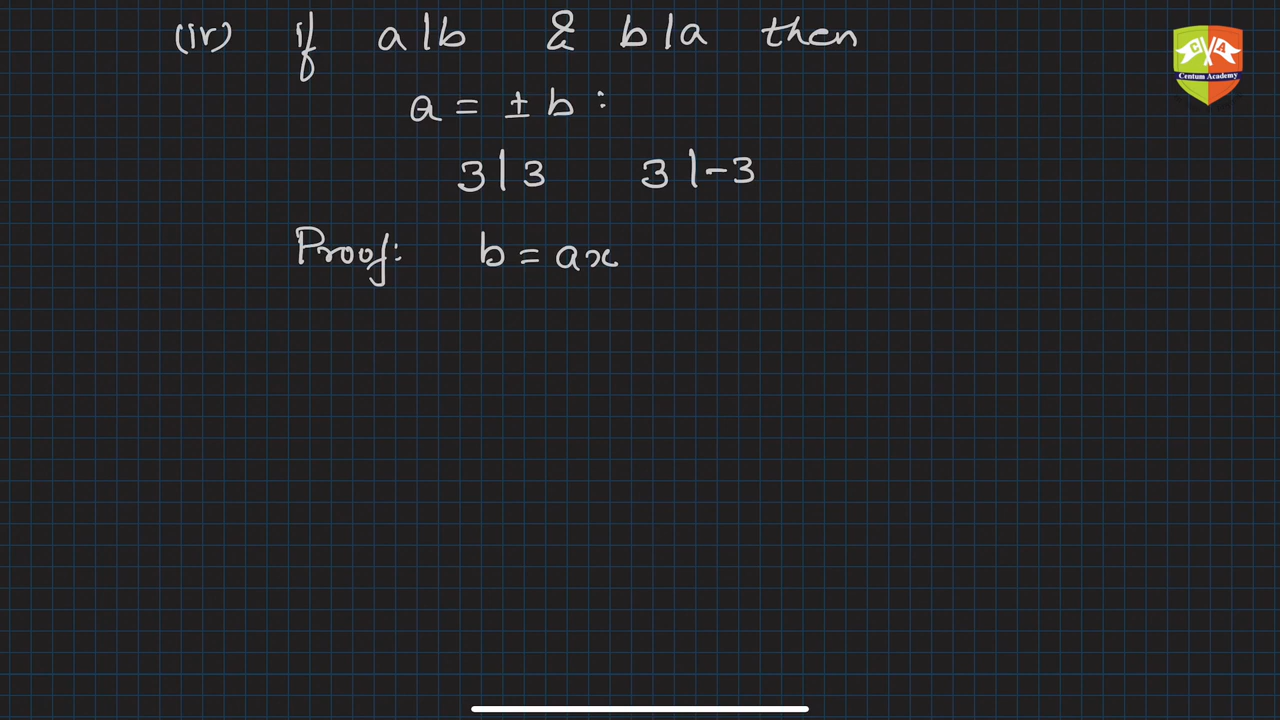 (iv) if a | b & b | a then
a = ± b :
3 | 3 3 | -3
Proof: b = ax
C A
Centum Academy